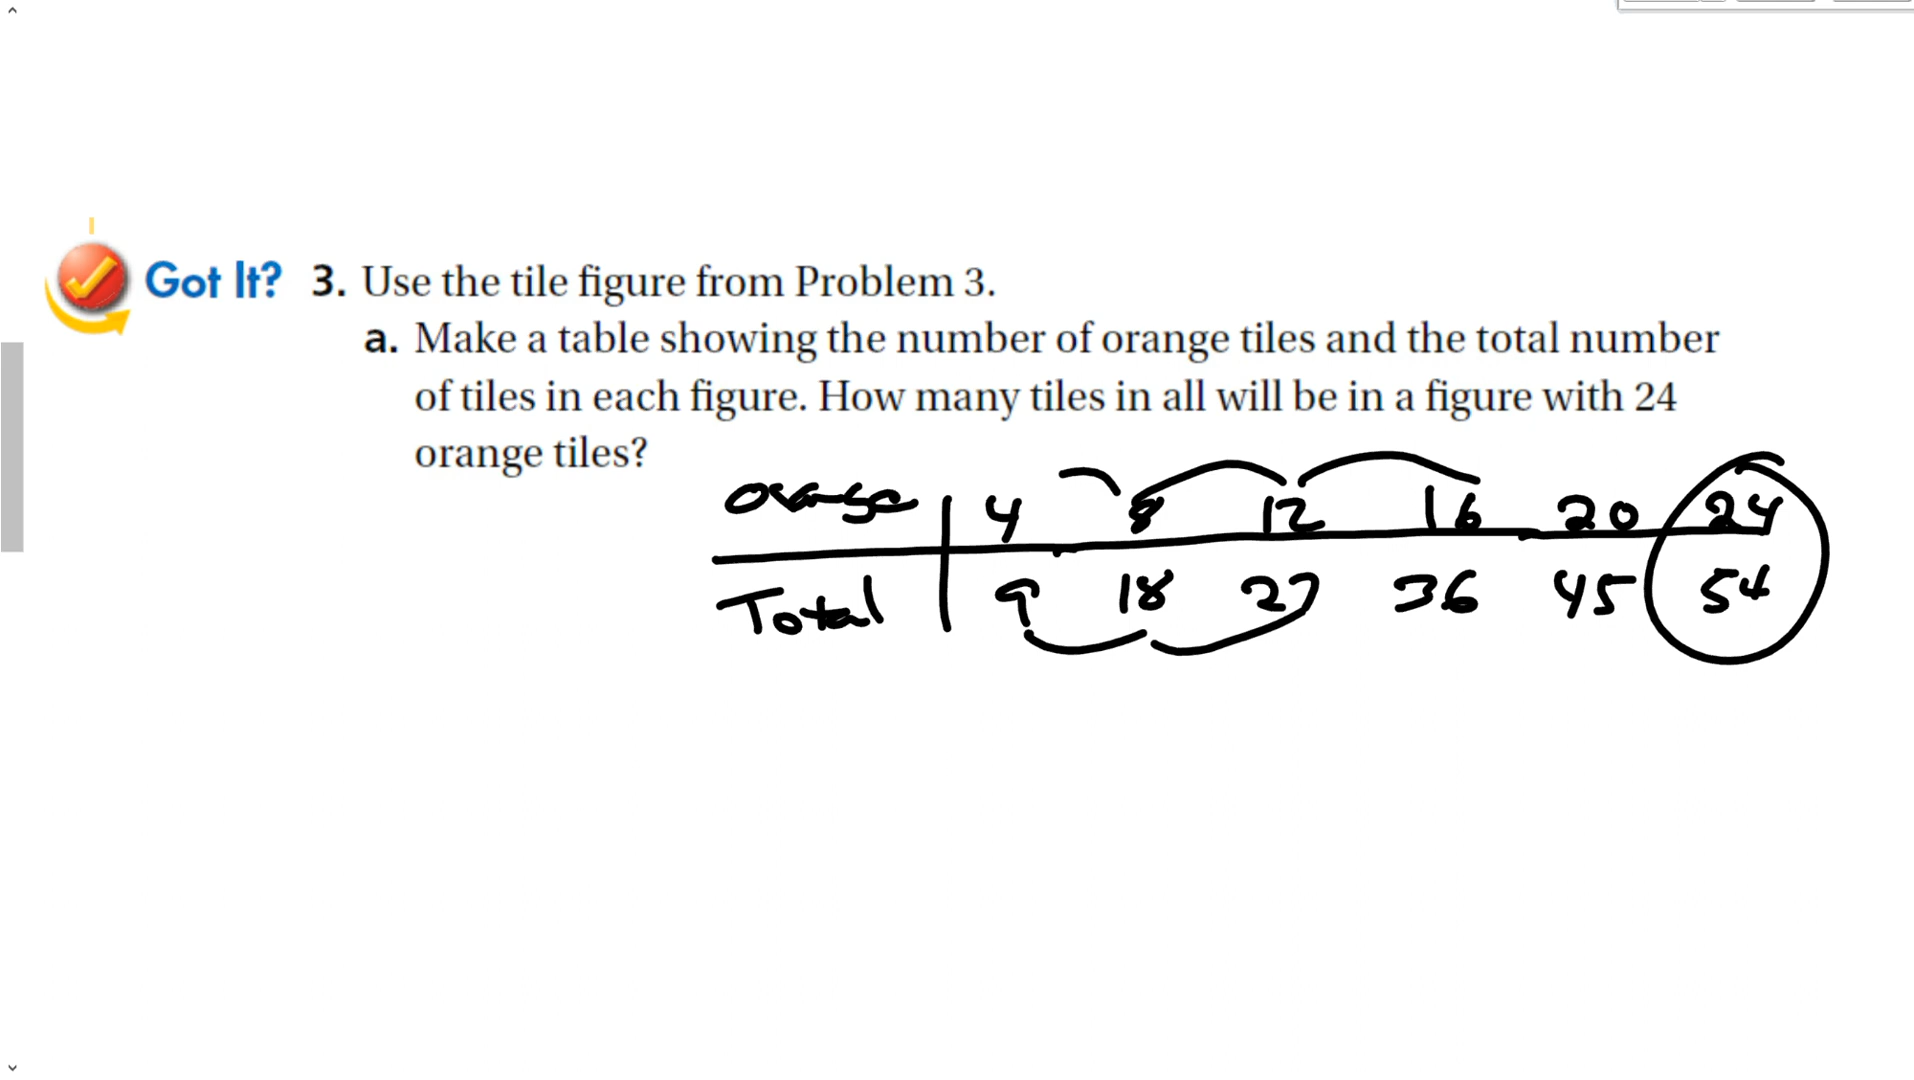 Got It? 3. Use the tile figure from Problem 3.
a. Make a table showing the number of orange tiles and the total number
of tiles in each figure. How many tiles in all will be in a figure with 24
orange tiles?
Orange 4 8 12 16 20 24
Total 9 18 27 36 45 54